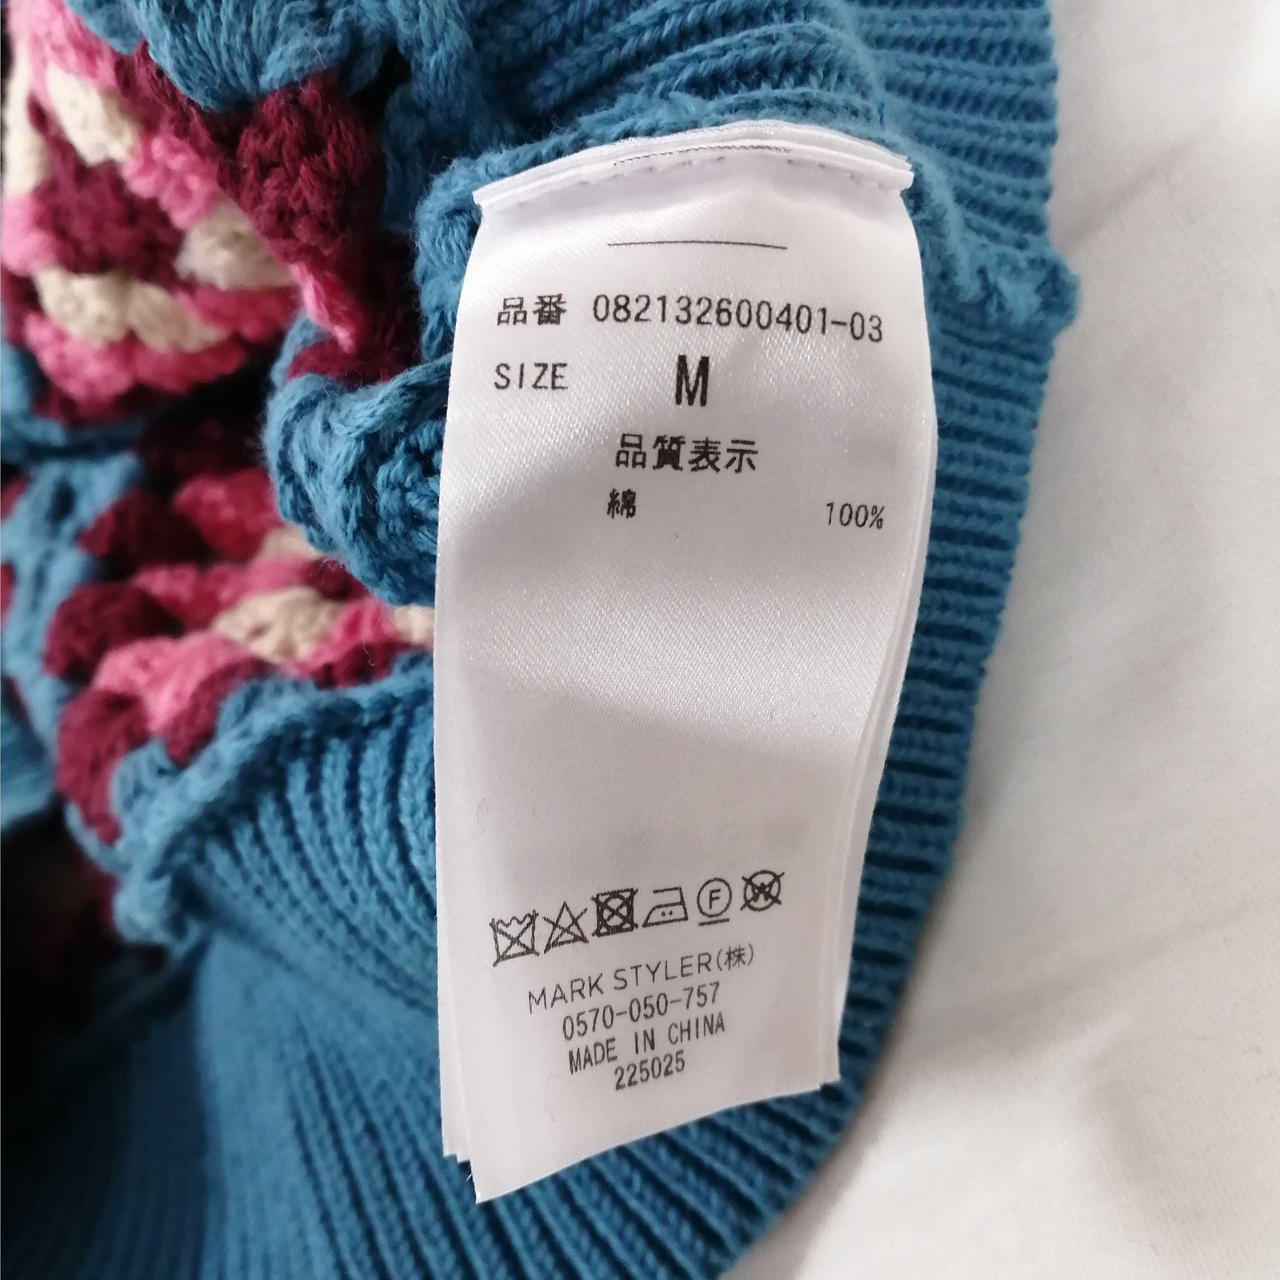 品番 082132600401-03
SIZE M
品質表示
綿 100%
F W
MARK STYLER(株)
0570-050-757
MADE IN CHINA
225025